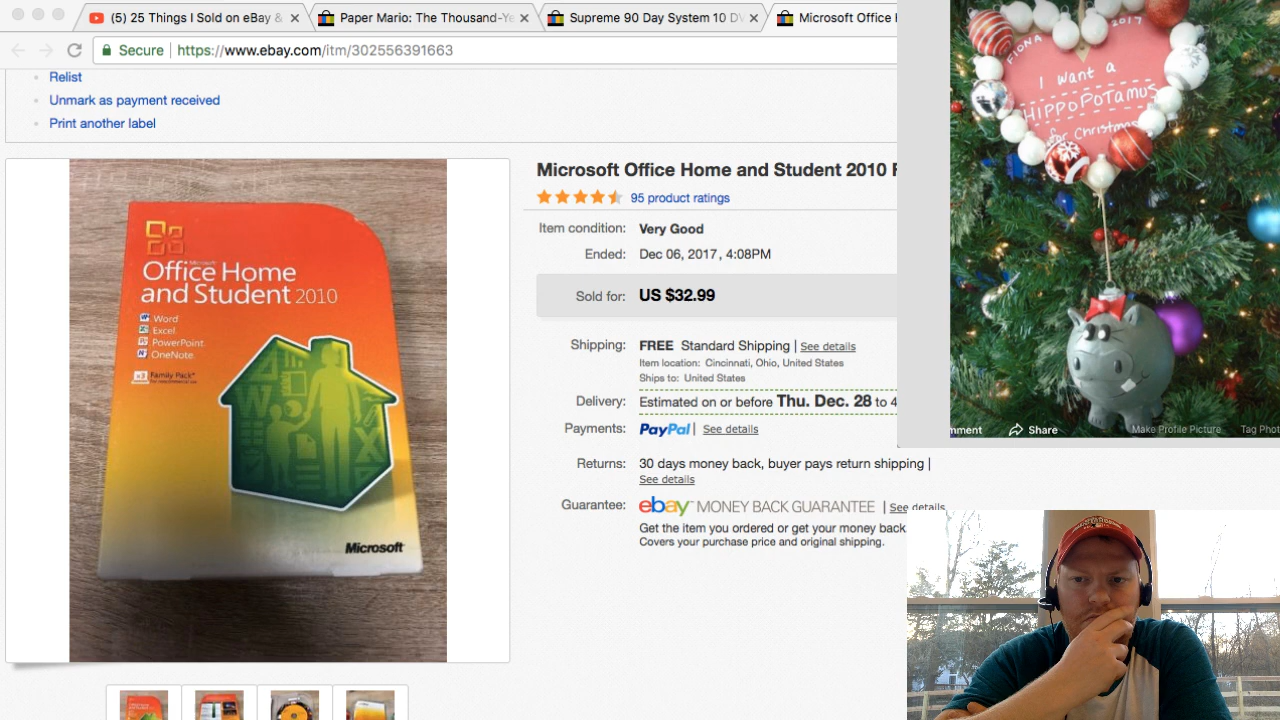 (5) 25 Things I Sold on eBay &
Paper Mario: The Thousand-Ye
Supreme 90 Day System 10 DV
Microsoft Office H
Secure
https://www.ebay.com/itm/302556391663
Relist
Unmark as payment received
Print another label
Microsoft
Office Home
and Student 2010
Word
Excel
PowerPoint
OneNote
Family Pack*
Microsoft
Microsoft Office Home and Student 2010
95 product ratings
Item condition: Very Good
Ended: Dec 06, 2017, 4:08PM
Sold for: US $32.99
Shipping: FREE Standard Shipping | See details
Item location: Cincinnati, Ohio, United States
Ships to: United States
Delivery: Estimated on or before Thu. Dec. 28 to 4
Payments: PayPal | See details
Returns: 30 days money back, buyer pays return shipping |
See details
Guarantee: ebay MONEY BACK GUARANTEE | See details
Get the item you ordered or get your money back
Covers your purchase price and original shipping.
FIONA 2017
I want a
HIPPOPOTAMUS
for Christmas
mment Share Make Profile Picture Tag Phot